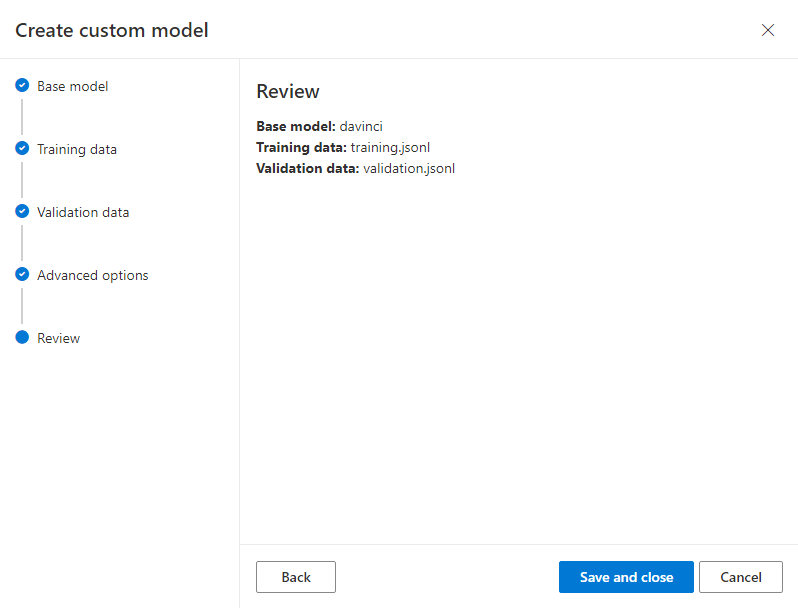 Create custom model
Base model
Training data
Validation data
Advanced options
Review
Review
Base model: davinci
Training data: training.jsonl
Validation data: validation.jsonl
Back
Save and close
Cancel